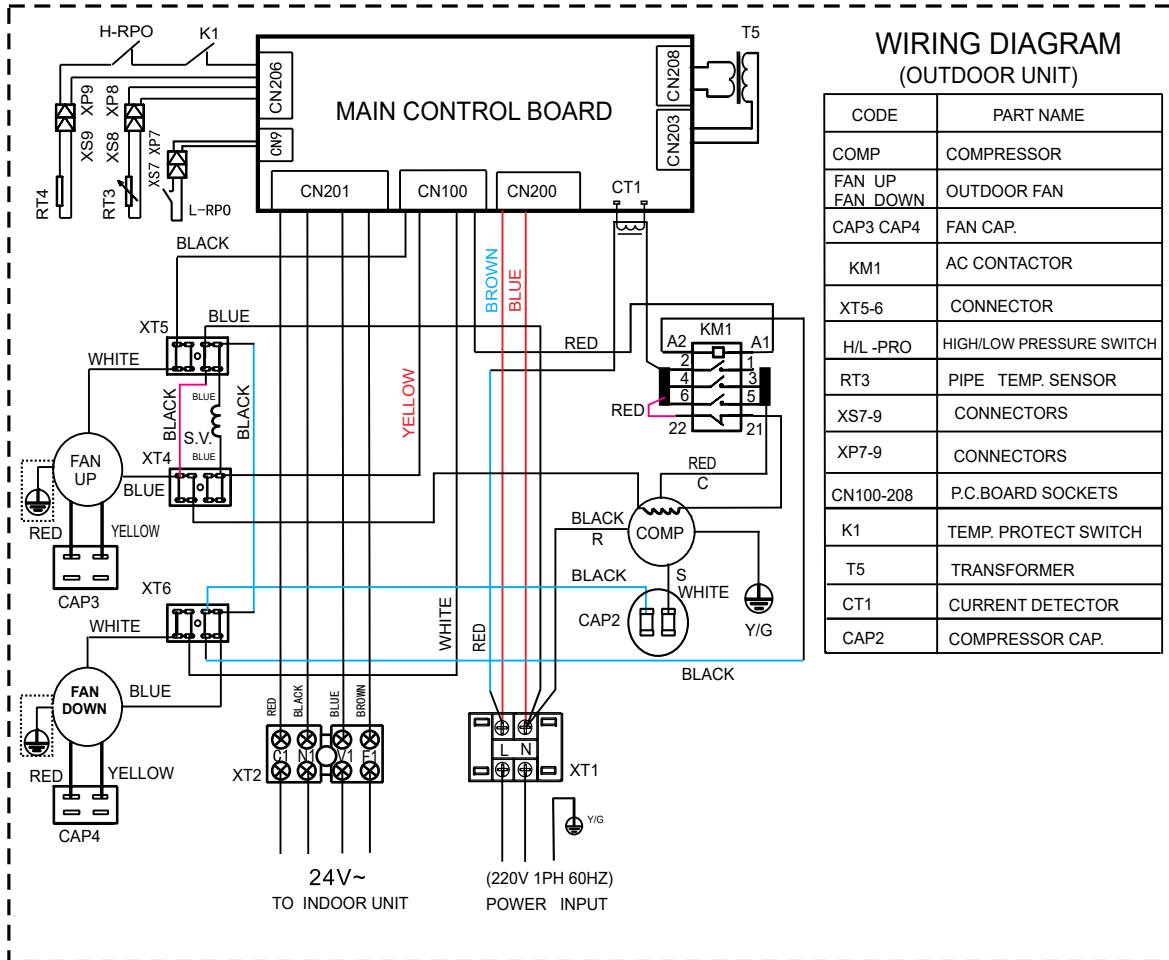 H-RPO
K1
T5
WIRING DIAGRAM
(OUTDOOR UNIT)
CN206
CN9
MAIN CONTROL BOARD
CN208
CN203
CN201
CN100
CN200
CT1
XP9
XP8
XS9
XS8
XS7 XP7
RT4
RT3
L-RP0
CODE PART NAME
COMP COMPRESSOR
FAN UP
FAN DOWN
OUTDOOR FAN
CAP3 CAP4 FAN CAP.
KM1 AC CONTACTOR
XT5-6 CONNECTOR
H/L -PRO HIGH/LOW PRESSURE SWITCH
RT3 PIPE TEMP. SENSOR
XS7-9 CONNECTORS
XP7-9 CONNECTORS
CN100-208 P.C.BOARD SOCKETS
K1 TEMP. PROTECT SWITCH
T5 TRANSFORMER
CT1 CURRENT DETECTOR
CAP2 COMPRESSOR CAP.
BLACK
BROWN
BLUE
XT5
BLUE
WHITE
RED
KM1
A2
A1
2
1
4
3
6
5
22
21
RED
BLACK
BLUE
S.V.
BLUE
BLACK
YELLOW
FAN
UP
XT4
BLUE
RED
YELLOW
CAP3
RED
C
BLACK
R
COMP
S
WHITE
BLACK
CAP2
Y/G
XT6
WHITE
WHITE
RED
BLACK
FAN
DOWN
BLUE
RED
YELLOW
CAP4
RED
BLACK
BLUE
BROWN
C1
N1
V1
F1
XT2
L N
XT1
Y/G
24V~
TO INDOOR UNIT
(220V 1PH 60HZ)
POWER INPUT